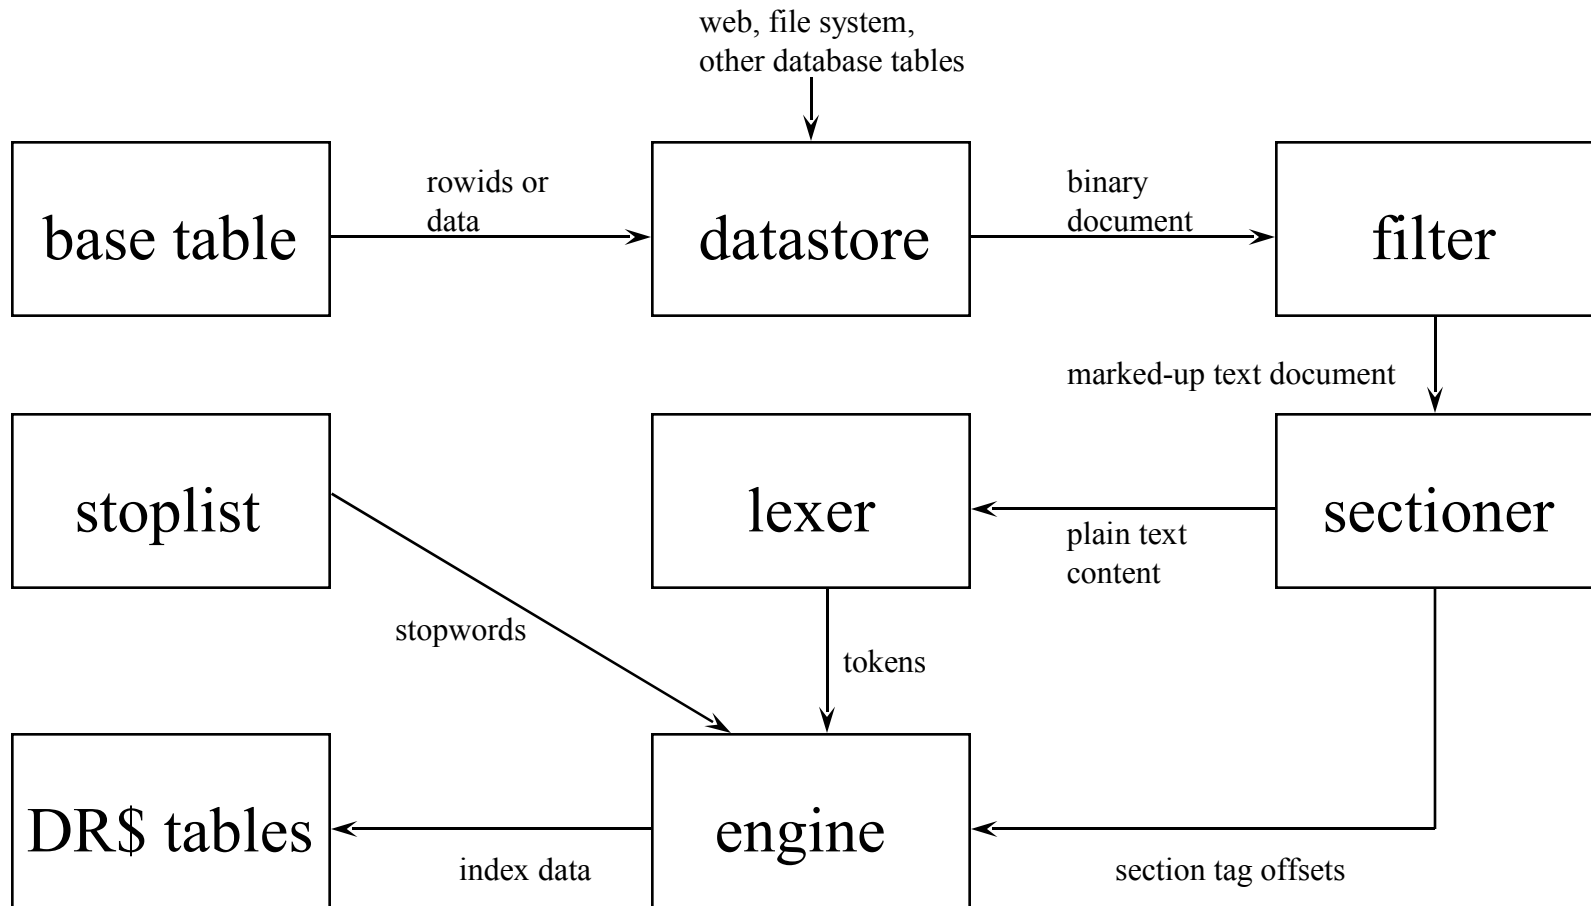 web, file system,
other database tables
rowids or
data
binary
document
base table
datastore
filter
marked-up text document
stoplist
lexer
sectioner
plain text
content
stopwords
tokens
DR$ tables
engine
index data
section tag offsets